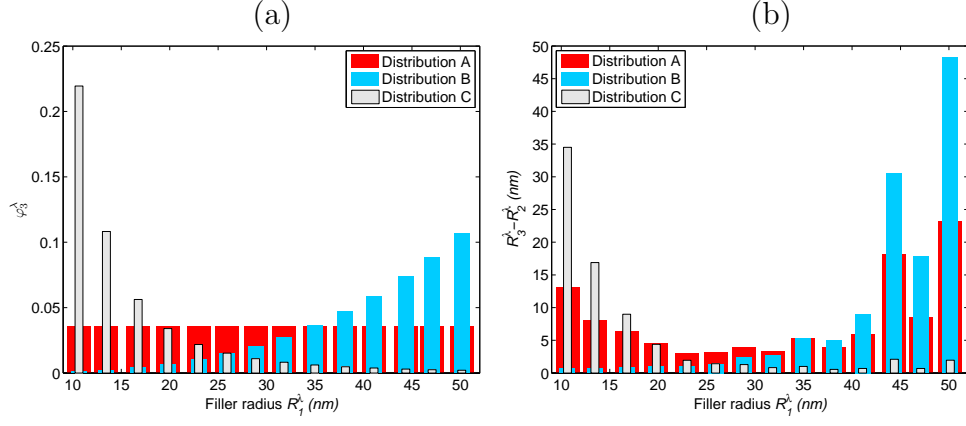 (a)
0.25
0.2
0.15
0.1
0.05
0
φ₃^λ
10 15 20 25 30 35 40 45 50
Filler radius R₁^λ (nm)
Distribution A
Distribution B
Distribution C
(b)
50
45
40
35
30
25
20
15
10
5
0
R₃^λ−R₂^λ (nm)
10 15 20 25 30 35 40 45 50
Filler radius R₁^λ (nm)
Distribution A
Distribution B
Distribution C